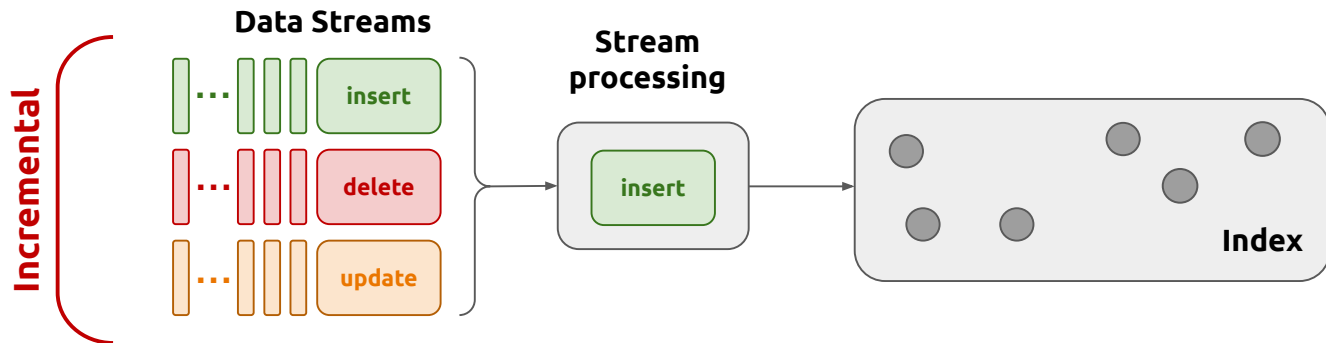 Incremental
Data Streams
... insert
... delete
... update
Stream
processing
insert
Index